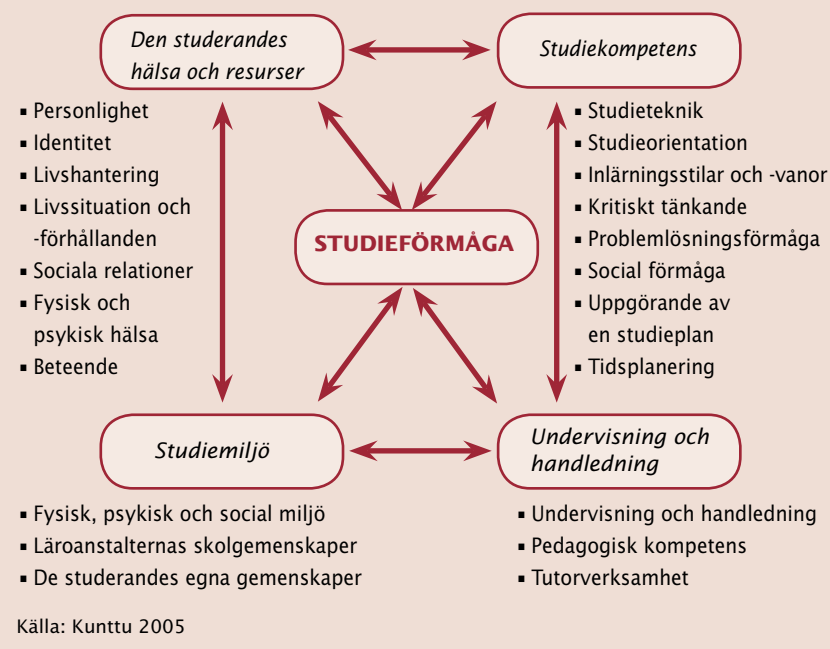 Den studerandes
hälsa och resurser
Studiekompetens
▪ Personlighet
▪ Identitet
▪ Livshantering
▪ Livssituation och
-förhållanden
▪ Sociala relationer
▪ Fysisk och
psykisk hälsa
▪ Beteende
STUDIEFÖRMÅGA
▪ Studieteknik
▪ Studieorientation
▪ Inlärningsstilar och -vanor
▪ Kritiskt tänkande
▪ Problemlösningsförmåga
▪ Social förmåga
▪ Uppgörande av
en studieplan
▪ Tidsplanering
Studiemiljö
▪ Fysisk, psykisk och social miljö
▪ Läroanstalternas skolgemenskaper
▪ De studerandes egna gemenskaper
Undervisning och
handledning
▪ Undervisning och handledning
▪ Pedagogisk kompetens
▪ Tutorverksamhet
Källa: Kunttu 2005